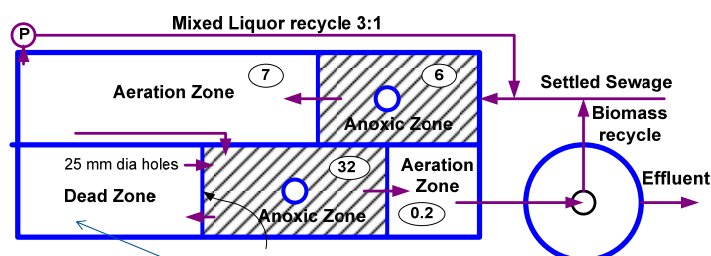 Mixed Liquor recycle 3:1
P
7
6
Aeration Zone
Settled Sewage
Anoxic Zone
Biomass
recycle
25 mm dia holes
32
Aeration
Zone
Dead Zone
Effluent
Anoxic Zone
0.2